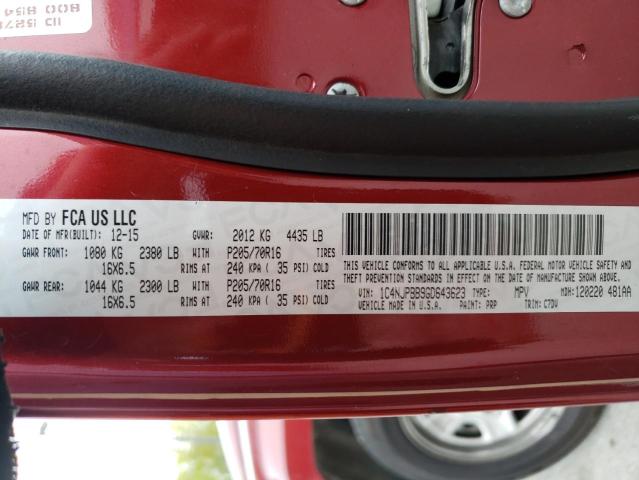 MFD BY FCA US LLC
DATE OF MFR(BUILT): 12-15 GVWR: 2012 KG 4435 LB
GAWR FRONT: 1080 KG 2380 LB WITH P205/70R16 TIRES
16X6.5 RIMS AT 240 KPA ( 35 PSI) COLD
GAWR REAR: 1044 KG 2300 LB WITH P205/70R16 TIRES
16X6.5 RIMS AT 240 KPA ( 35 PSI) COLD
THIS VEHICLE CONFORMS TO ALL APPLICABLE U.S.A. FEDERAL MOTOR VEHICLE SAFETY AND
THEFT PREVENTION STANDARDS IN EFFECT ON THE DATE OF MANUFACTURE SHOWN ABOVE.
VIN: 1C4NJPBB9GD643623 TYPE: MPV MDH: 120220 481AA
VEHICLE MADE IN U.S.A. PAINT: PRP TRIM: C7DV